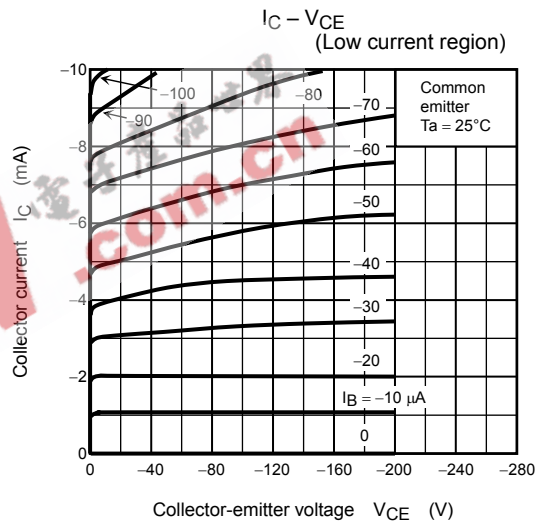 IC – VCE
(Low current region)
Common
emitter
Ta = 25°C
−10
−8
−6
−4
−2
0
Collector current IC (mA)
−100
−90
−80
−70
−60
−50
−40
−30
−20
IB = −10 μA
0
0
−40
−80
−120
−160
−200
−240
−280
Collector-emitter voltage VCE (V)
.com.cn